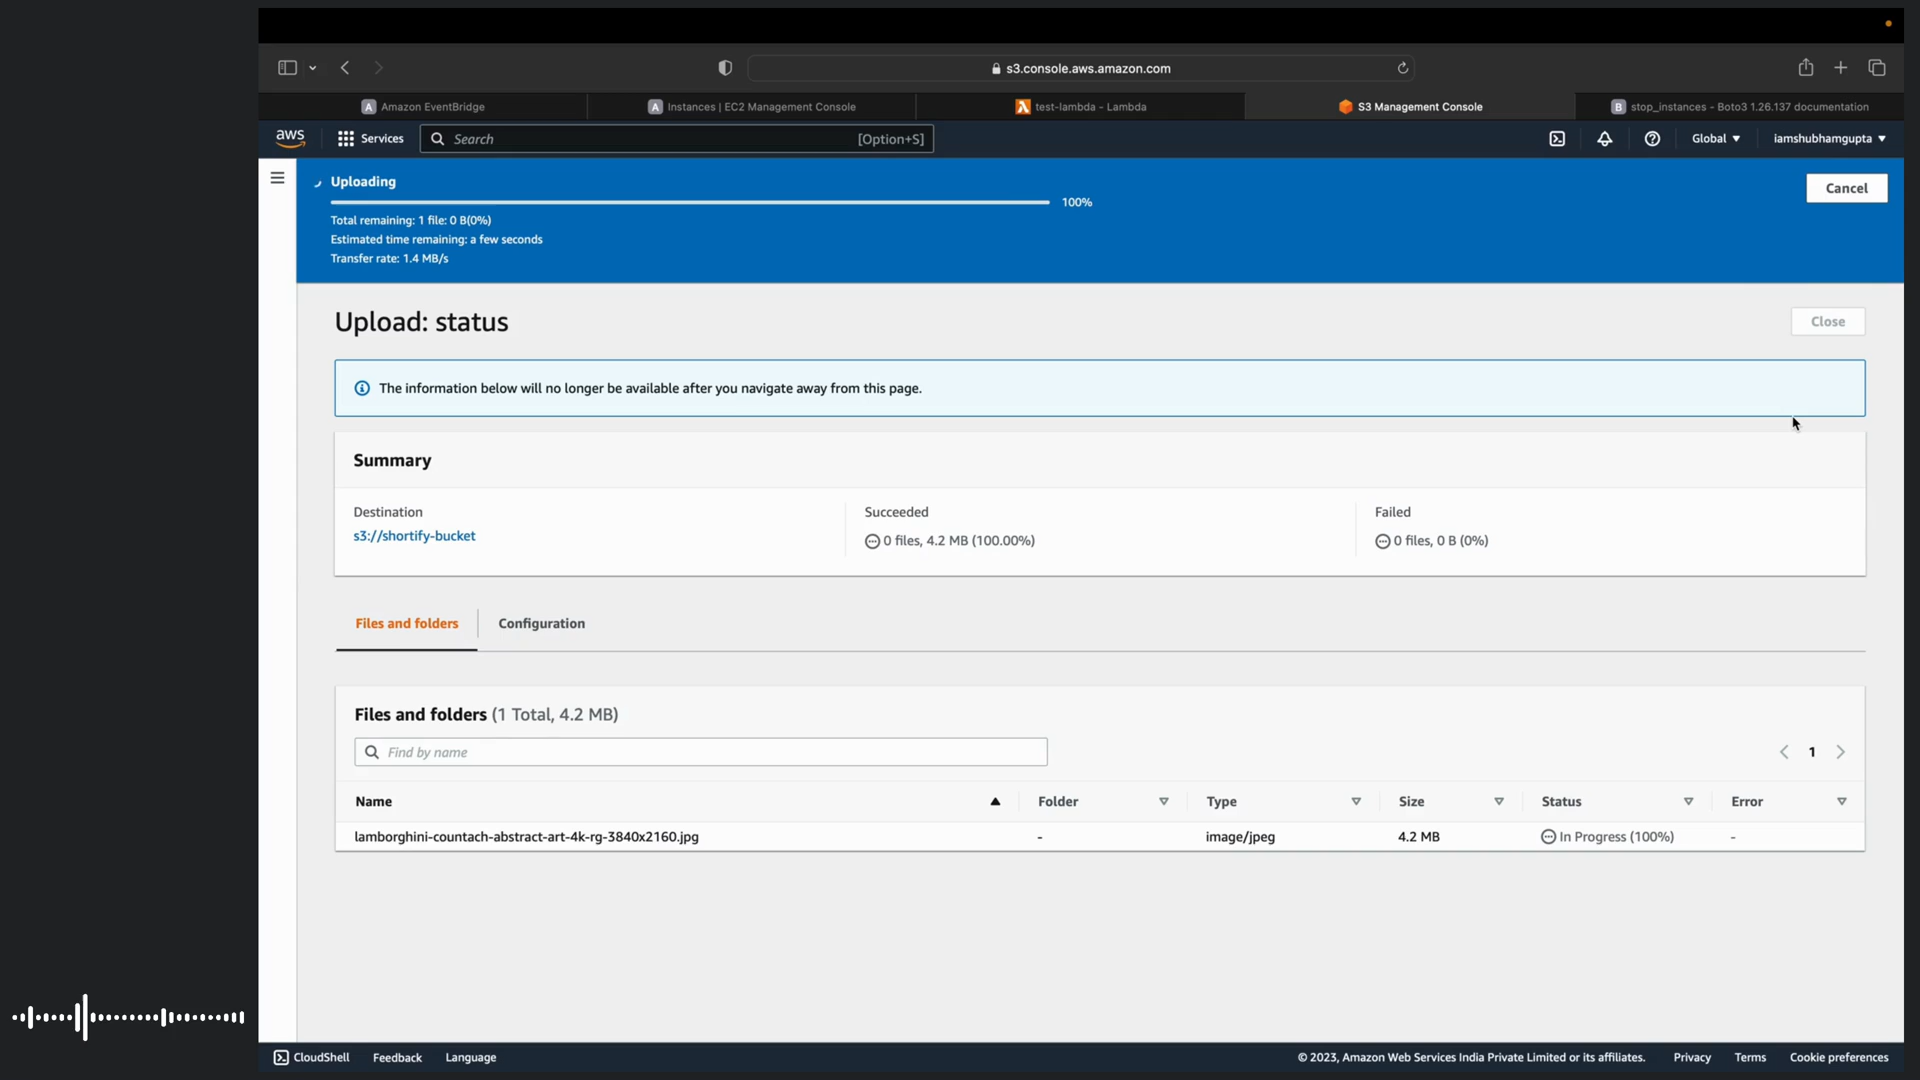 s3.console.aws.amazon.com
Amazon EventBridge
Instances | EC2 Management Console
test-lambda - Lambda
S3 Management Console
stop_instances - Boto3 1.26.137 documentation
aws
Services
Search
[Option+S]
Global
iamshubhamgupta
Uploading
100%
Cancel
Total remaining: 1 file: 0 B(0%)
Estimated time remaining: a few seconds
Transfer rate: 1.4 MB/s
Upload: status
Close
The information below will no longer be available after you navigate away from this page.
Summary
Destination
Succeeded
Failed
s3://shortify-bucket
0 files, 4.2 MB (100.00%)
0 files, 0 B (0%)
Files and folders
Configuration
Files and folders (1 Total, 4.2 MB)
Find by name
1
Name
Folder
Type
Size
Status
Error
lamborghini-countach-abstract-art-4k-rg-3840x2160.jpg
-
image/jpeg
4.2 MB
In Progress (100%)
-
CloudShell
Feedback
Language
© 2023, Amazon Web Services India Private Limited or its affiliates.
Privacy
Terms
Cookie preferences